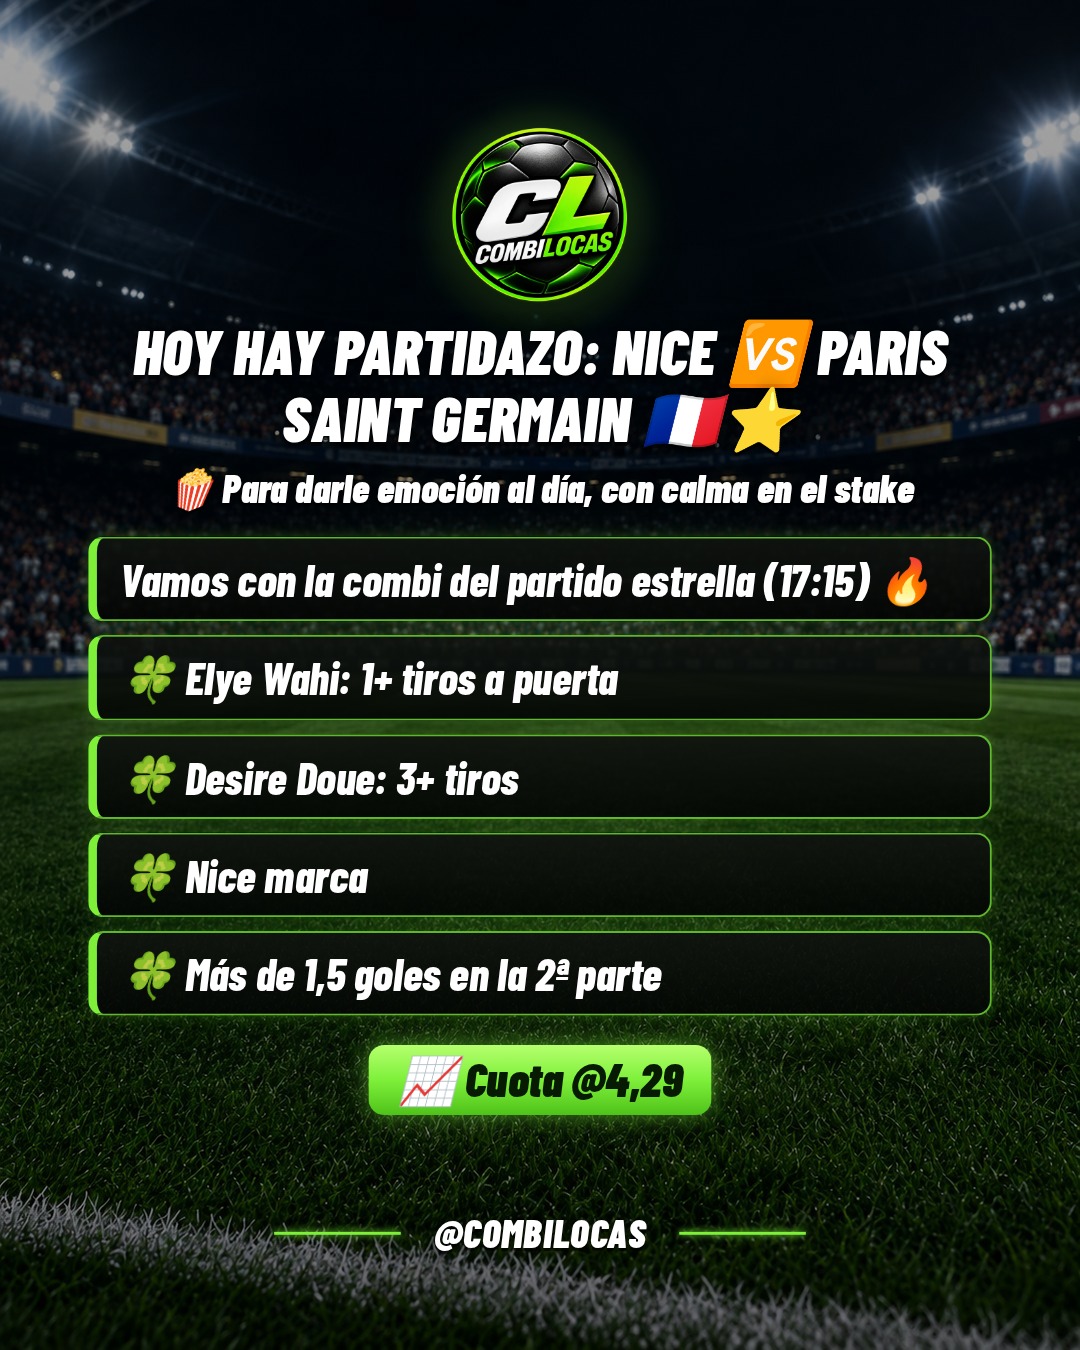 CL
COMBILOCAS
HOY HAY PARTIDAZO: NICE 🆚 PARIS
SAINT GERMAIN 🇫🇷⭐
🍿 Para darle emoción al día, con calma en el stake
Vamos con la combi del partido estrella (17:15) 🔥
🍀 Elye Wahi: 1+ tiros a puerta
🍀 Desire Doue: 3+ tiros
🍀 Nice marca
🍀 Más de 1,5 goles en la 2ª parte
📈 Cuota @4,29
@COMBILOCAS